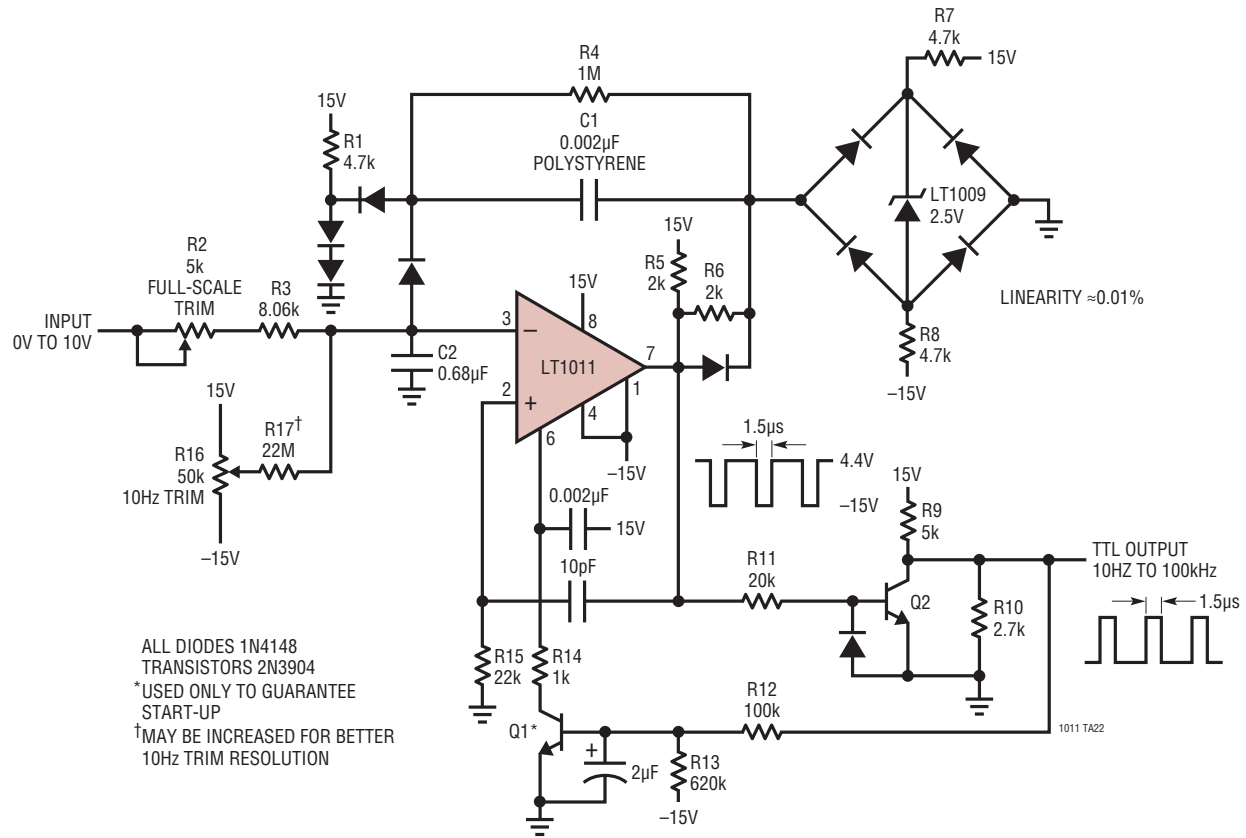 R7
4.7k
15V
R4
1M
15V
R1
4.7k
C1
0.002µF
POLYSTYRENE
LT1009
2.5V
R2
5k
FULL-SCALE
TRIM
R3
8.06k
15V
R5
2k
R6
2k
15V
LINEARITY ≈0.01%
INPUT
0V TO 10V
3
–
8
C2
0.68µF
LT1011
7
R8
4.7k
–15V
2
+
1
4
6
–15V
15V
R17†
22M
R16
50k
10Hz TRIM
–15V
1.5µs
4.4V
–15V
0.002µF
15V
15V
R9
5k
10pF
R11
20k
TTL OUTPUT
10HZ TO 100kHz
Q2
R10
2.7k
1.5µs
ALL DIODES 1N4148
TRANSISTORS 2N3904
*USED ONLY TO GUARANTEE
START-UP
†MAY BE INCREASED FOR BETTER
10Hz TRIM RESOLUTION
R15
22k
R14
1k
R12
100k
Q1*
+
2µF
R13
620k
–15V
1011 TA22